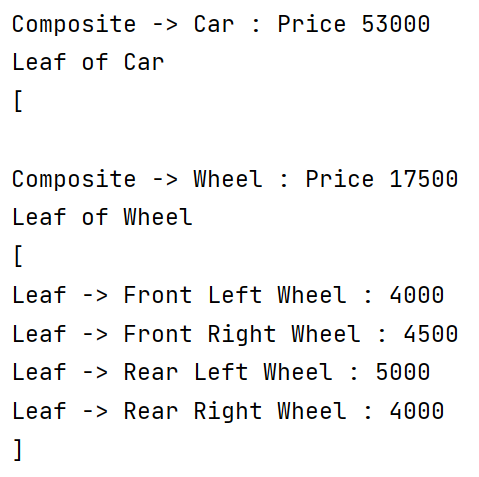 Composite -> Car : Price 53000
Leaf of Car
[
Composite -> Wheel : Price 17500
Leaf of Wheel
[
Leaf -> Front Left Wheel : 4000
Leaf -> Front Right Wheel : 4500
Leaf -> Rear Left Wheel : 5000
Leaf -> Rear Right Wheel : 4000
]